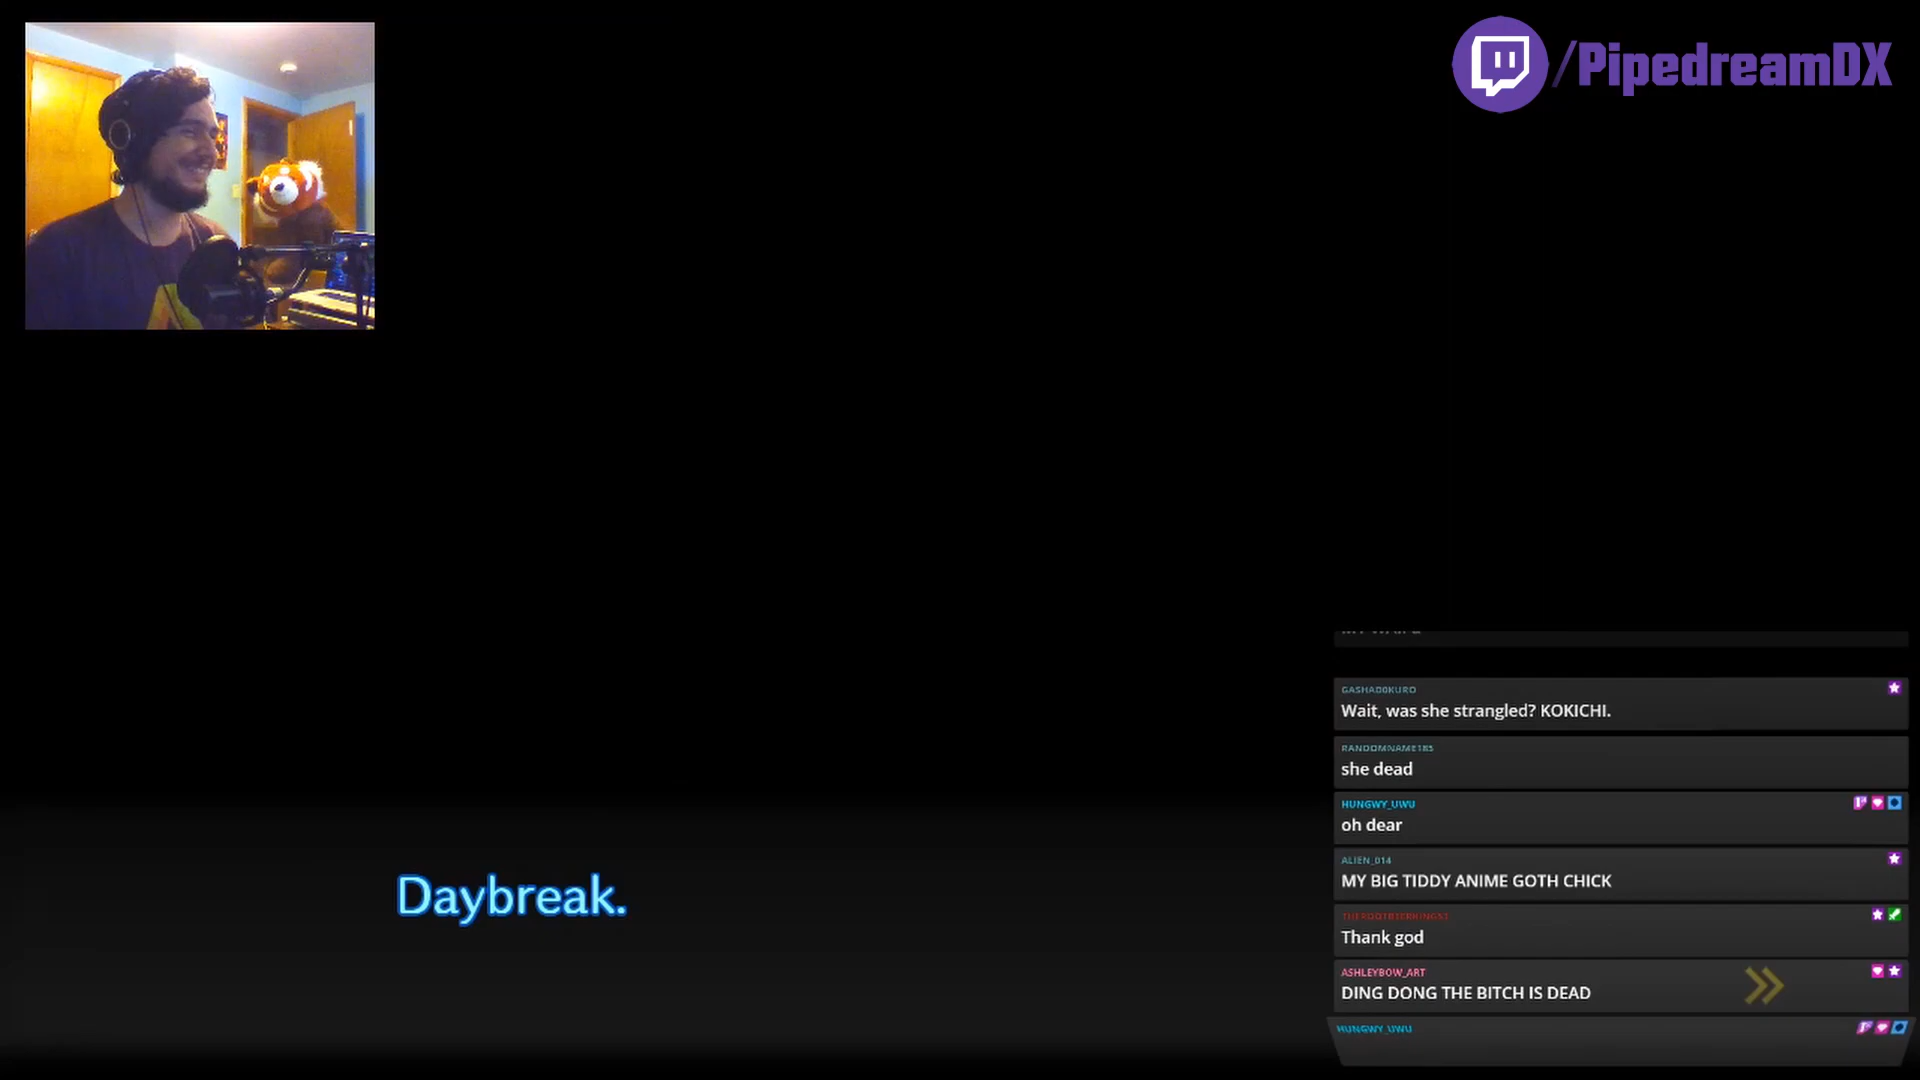 /PipedreamDX
GASHADOKURO
Wait, was she strangled? KOKICHI.
RANDOMNAME185
she dead
HUNGWY_UWU
oh dear
ALIEN_014
MY BIG TIDDY ANIME GOTH CHICK
Thank god
ASHLEYBOW_ART
DING DONG THE BITCH IS DEAD
HUNGWY_UWU
Daybreak.